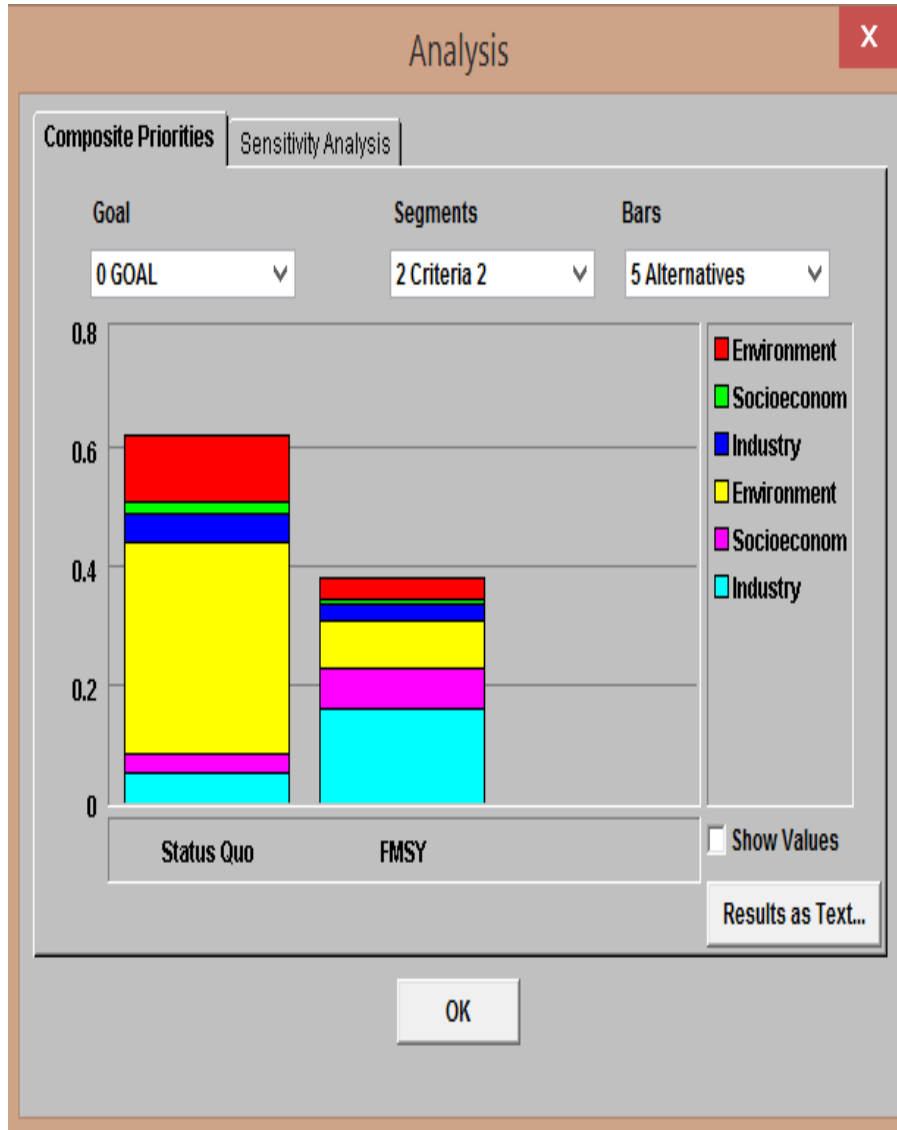 Analysis
X
Composite Priorities
Sensitivity Analysis
Goal Segments Bars
0 GOAL 2 Criteria 2 5 Alternatives
0.8
0.6
0.4
0.2
0
Environment
Socioeconom
Industry
Environment
Socioeconom
Industry
Status Quo FMSY
Show Values
Results as Text...
OK